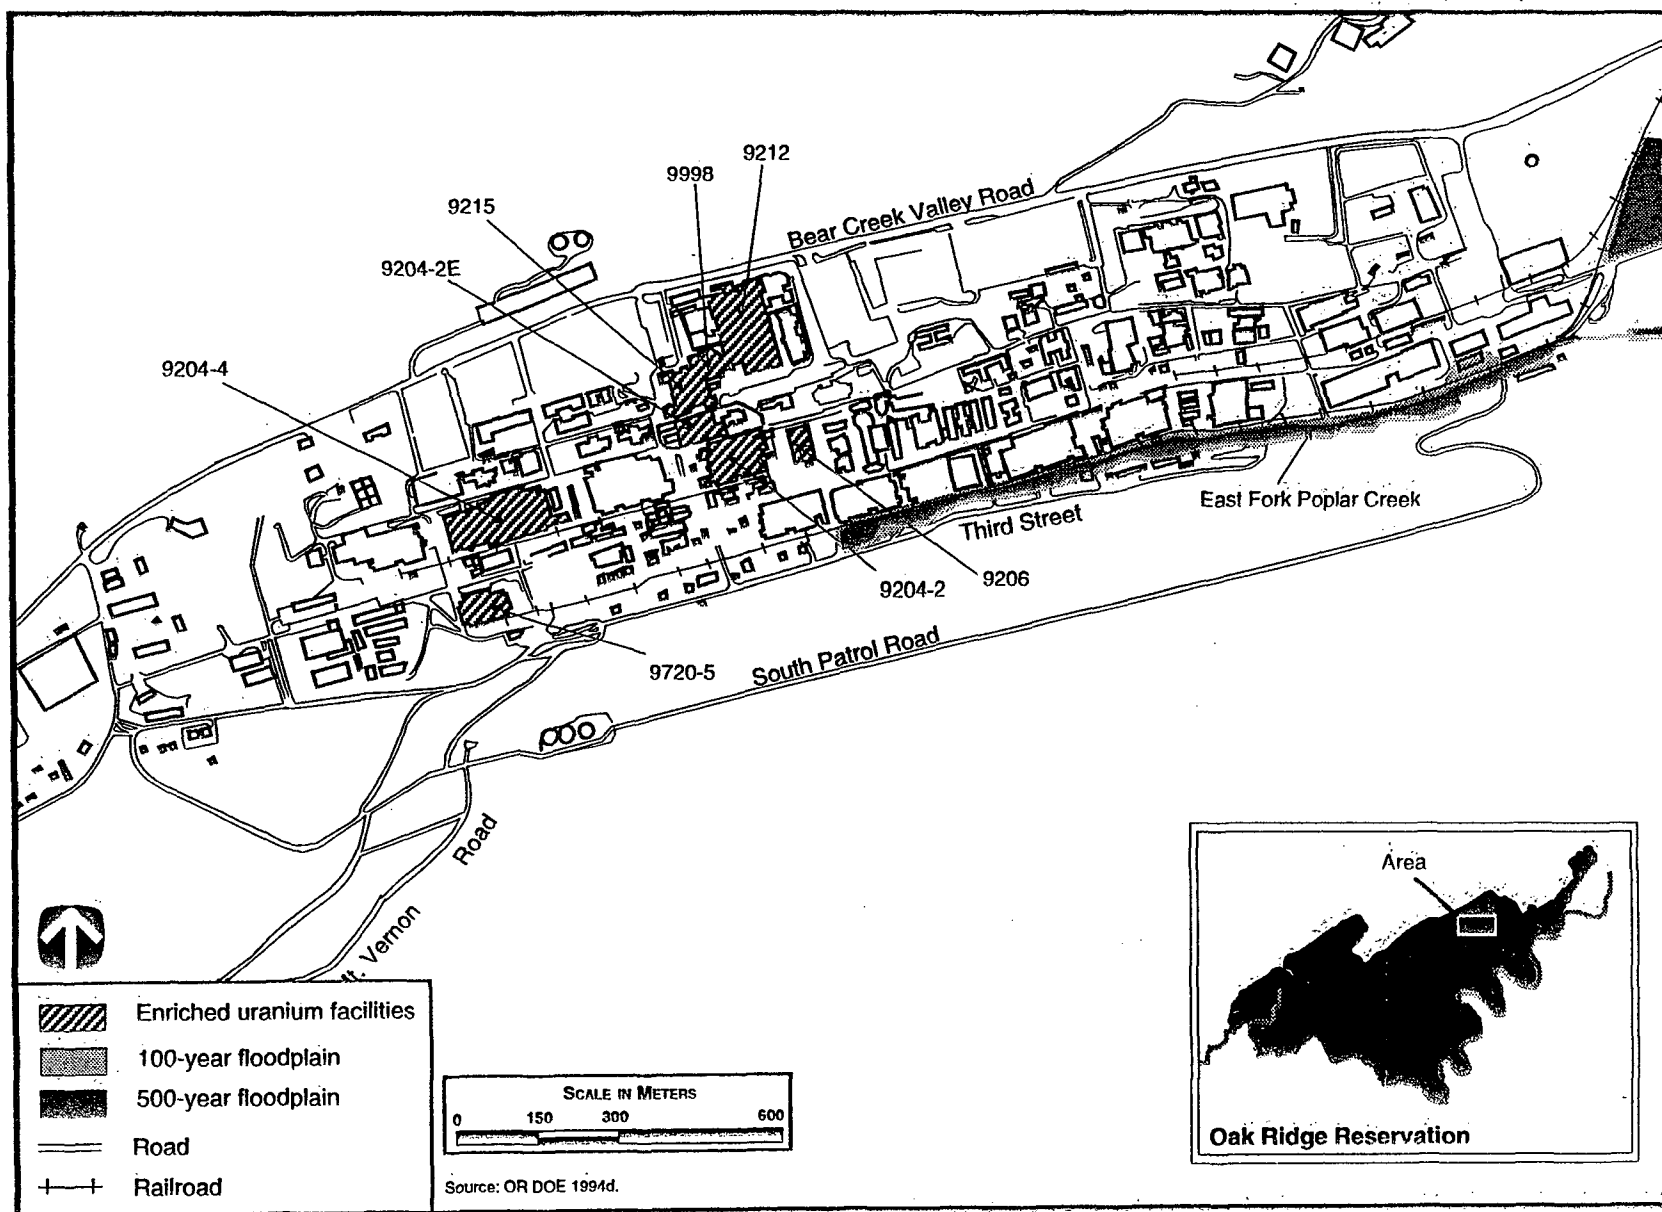 9212
9998
9215
Bear Creek Valley Road
9204-2E
9204-4
East Fork Poplar Creek
Third Street
9206
9204-2
South Patrol Road
9720-5
Road
Mt. Vernon
Area
Oak Ridge Reservation
Enriched uranium facilities
100-year floodplain
500-year floodplain
Road
Railroad
SCALE IN METERS
0 150 300 600
Source: OR DOE 1994d.